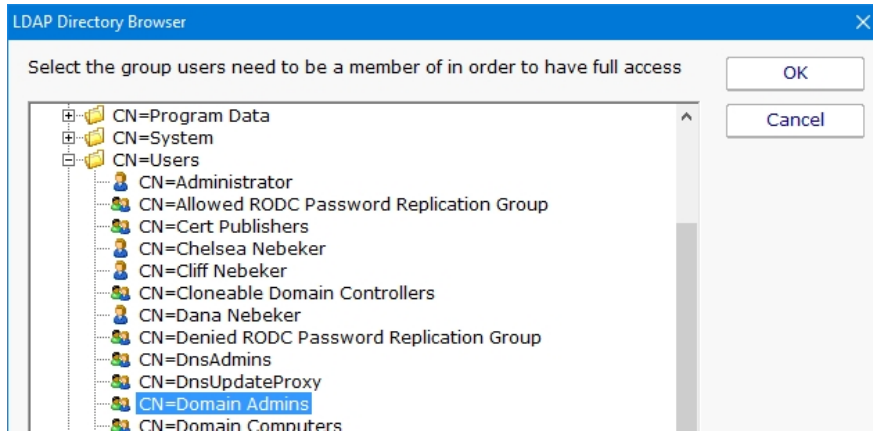 LDAP Directory Browser
Select the group users need to be a member of in order to have full access
OK
Cancel
CN=Program Data
CN=System
CN=Users
CN=Administrator
CN=Allowed RODC Password Replication Group
CN=Cert Publishers
CN=Chelsea Nebeker
CN=Cliff Nebeker
CN=Cloneable Domain Controllers
CN=Dana Nebeker
CN=Denied RODC Password Replication Group
CN=DnsAdmins
CN=DnsUpdateProxy
CN=Domain Admins
CN=Domain Computers